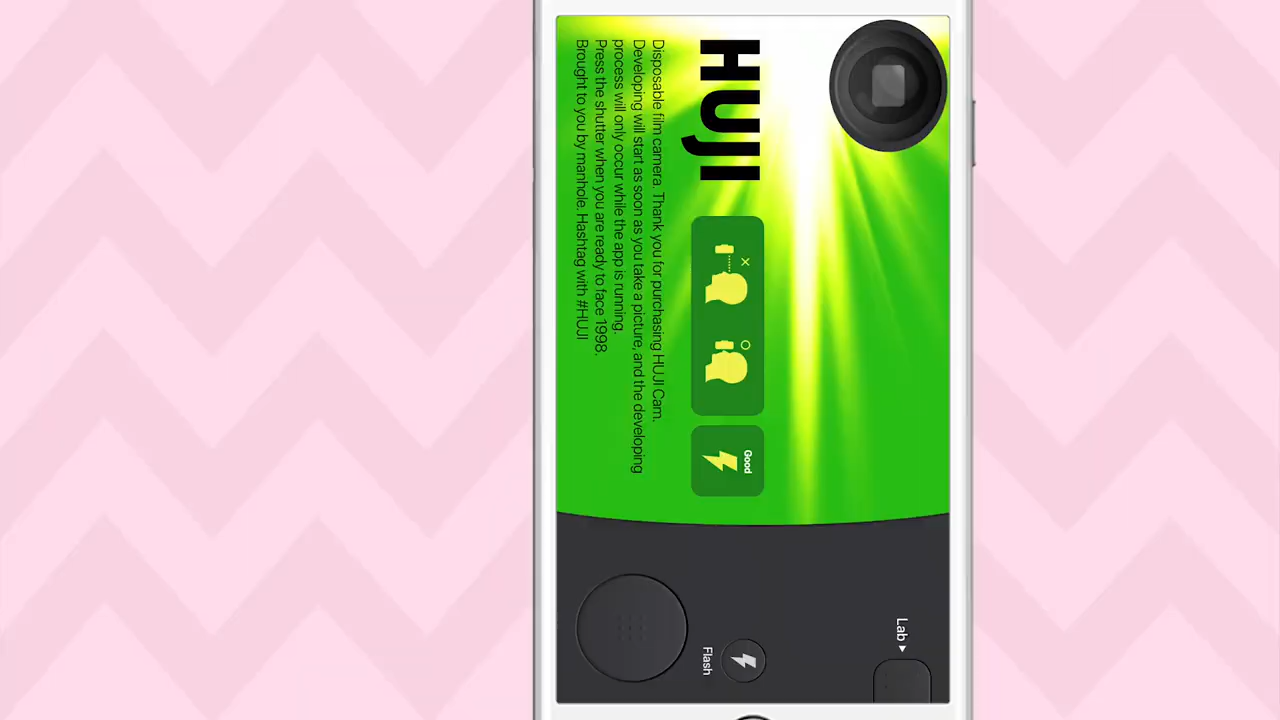 HUJI
Disposable film camera. Thank you for purchasing HUJI Cam.
Developing will start as soon as you take a picture, and the developing
process will only occur while the app is running.
Press the shutter when you are ready to face 1998.
Brought to you by manhole. Hashtag with #HUJI
Good
Flash
Lab